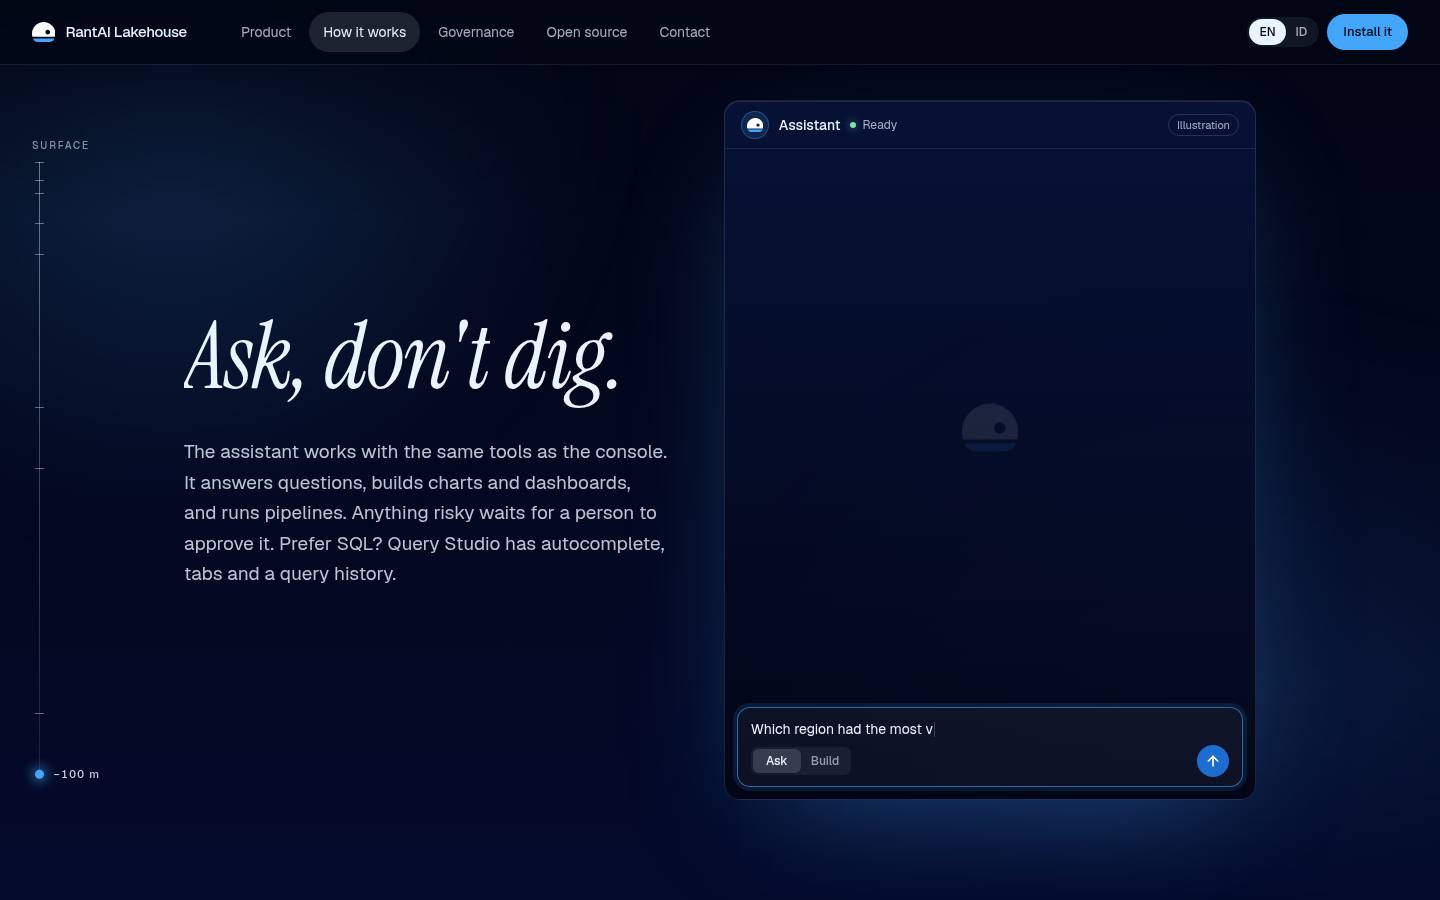 RantAI Lakehouse
Product
How it works
Governance
Open source
Contact
EN
ID
Install it
SURFACE
−100 m
Ask, don't dig.
The assistant works with the same tools as the console.
It answers questions, builds charts and dashboards,
and runs pipelines. Anything risky waits for a person to
approve it. Prefer SQL? Query Studio has autocomplete,
tabs and a query history.
Assistant
Ready
Illustration
Which region had the most v
Ask
Build